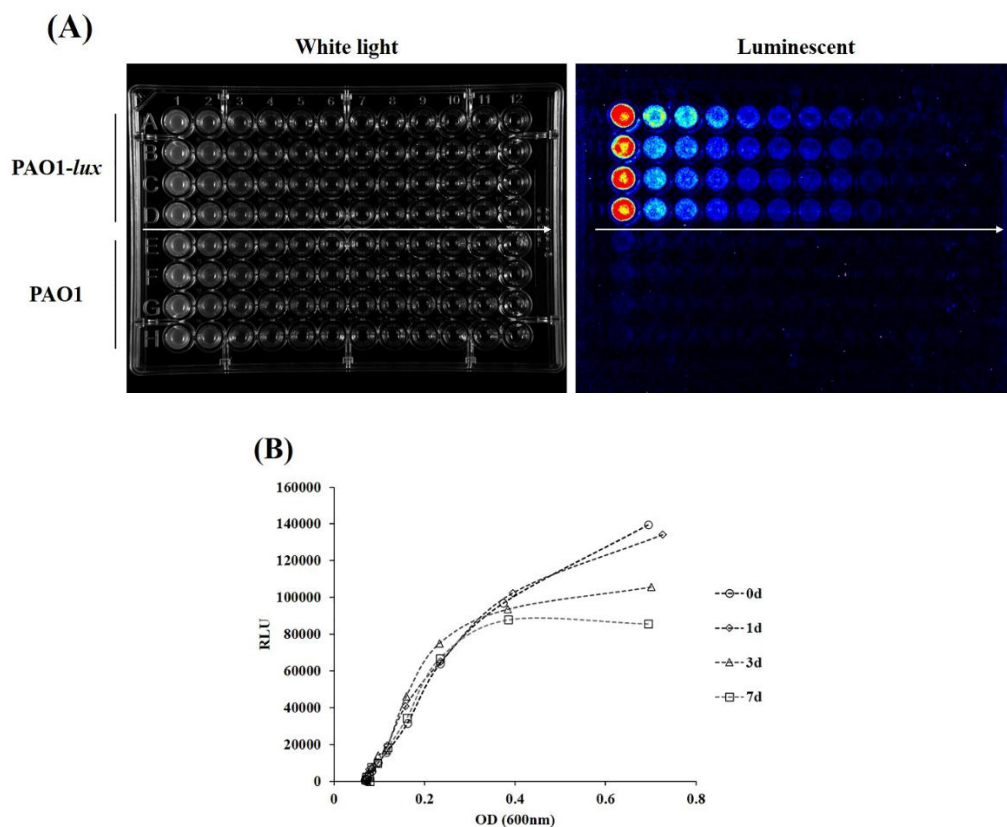 (A)
White light
Luminescent
1 2 3 4 5 6 7 8 9 10 11 12
A
B
C
D
E
F
G
H
PAO1-lux
PAO1
(B)
160000
140000
120000
100000
80000
60000
40000
20000
0
RLU
0 0.2 0.4 0.6 0.8
OD (600nm)
0d
1d
3d
7d